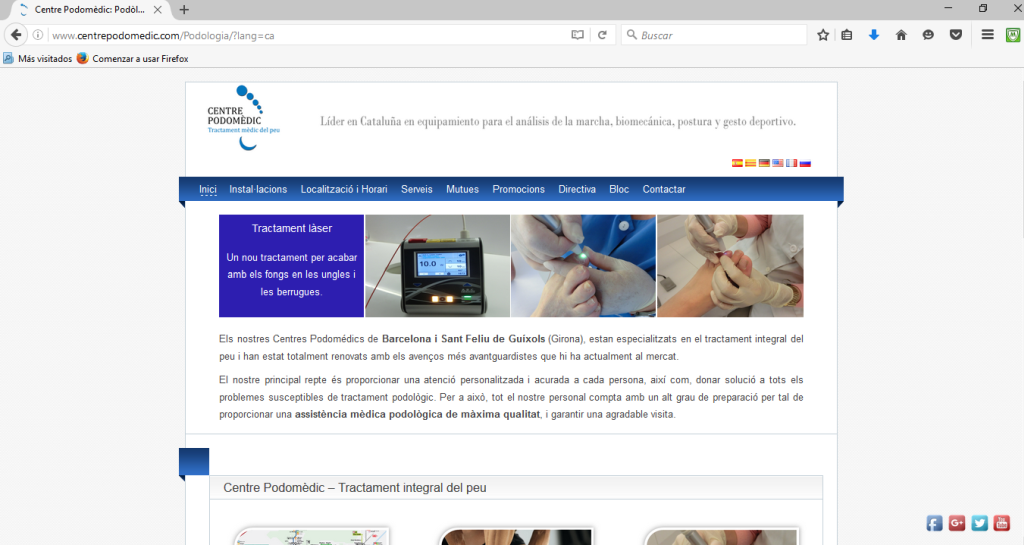 Centre Podomèdic: Podòl...
www.centrepodomedic.com/Podologia/?lang=ca
Buscar
Más visitados
Comenzar a usar Firefox
CENTRE
PODOMÈDIC
Tractament mèdic del peu
Líder en Cataluña en equipamiento para el análisis de la marcha, biomecánica, postura y gesto deportivo.
Inici Instal·lacions Localització i Horari Serveis Mutues Promocions Directiva Bloc Contactar
Tractament làser
Un nou tractament per acabar
amb els fongs en les ungles i
les berrugues.
10.0
Els nostres Centres Podomédics de Barcelona i Sant Feliu de Guixols (Girona), estan especialitzats en el tractament integral del
peu i han estat totalment renovats amb els avenços més avantguardistes que hi ha actualment al mercat.
El nostre principal repte és proporcionar una atenció personalitzada i acurada a cada persona, així com, donar solució a tots els
problemes susceptibles de tractament podològic. Per a això, tot el nostre personal compta amb un alt grau de preparació per tal de
proporcionar una assistència mèdica podològica de màxima qualitat, i garantir una agradable visita.
Centre Podomèdic – Tractament integral del peu